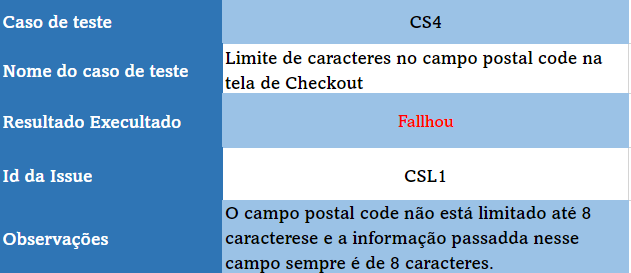 Caso de teste
CS4
Nome do caso de teste
Limite de caracteres no campo postal code na
tela de Checkout
Resultado Execultado
Fallhou
Id da Issue
CSL1
Observações
O campo postal code não está limitado até 8
caracterese e a informação passadda nesse
campo sempre é de 8 caracteres.